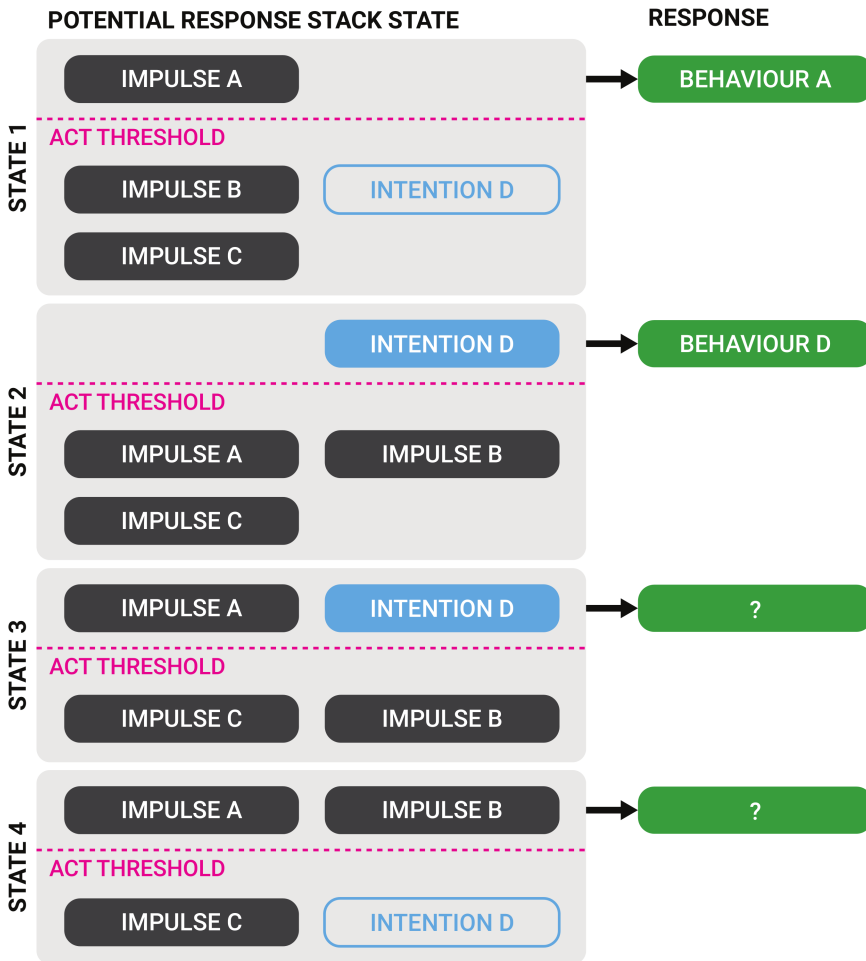 POTENTIAL RESPONSE STACK STATE
RESPONSE
STATE 1
IMPULSE A
BEHAVIOUR A
ACT THRESHOLD
IMPULSE B
INTENTION D
IMPULSE C
STATE 2
INTENTION D
BEHAVIOUR D
ACT THRESHOLD
IMPULSE A
IMPULSE B
IMPULSE C
STATE 3
IMPULSE A
INTENTION D
?
ACT THRESHOLD
IMPULSE C
IMPULSE B
STATE 4
IMPULSE A
IMPULSE B
?
ACT THRESHOLD
IMPULSE C
INTENTION D